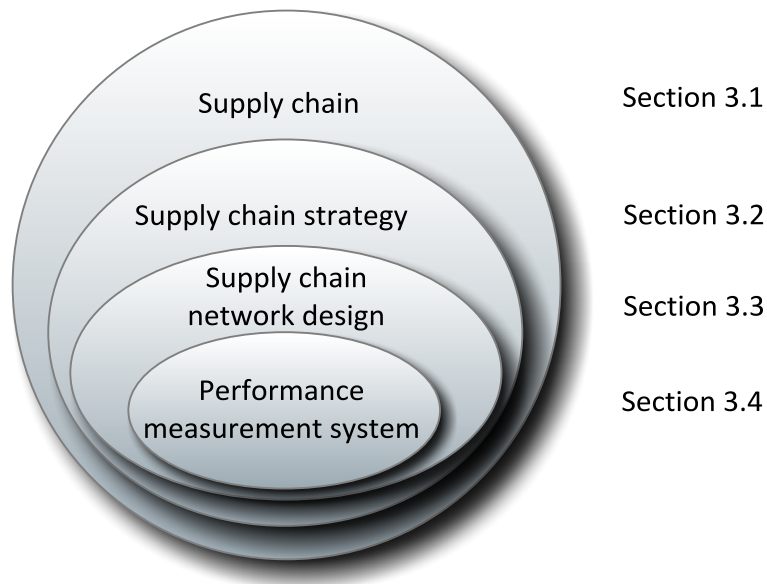 Supply chain
Section 3.1
Supply chain strategy
Section 3.2
Supply chain
network design
Section 3.3
Performance
measurement system
Section 3.4